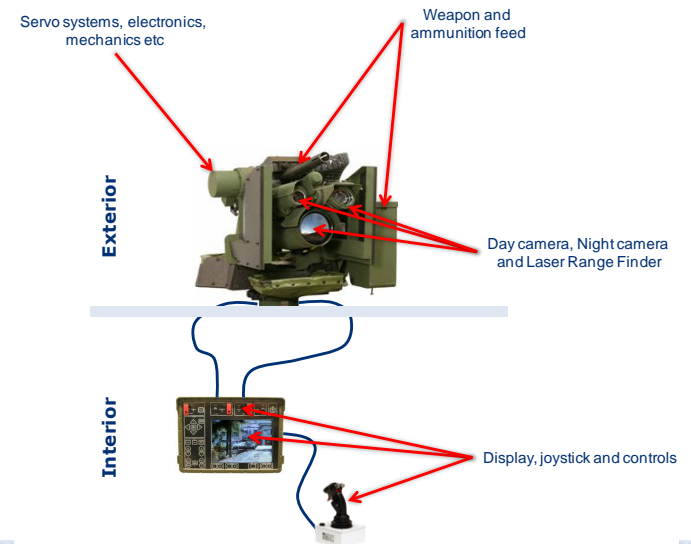 Servo systems, electronics,
mechanics etc
Weapon and
ammunition feed
Exterior
Day camera, Night camera
and Laser Range Finder
Interior
Display, joystick and controls